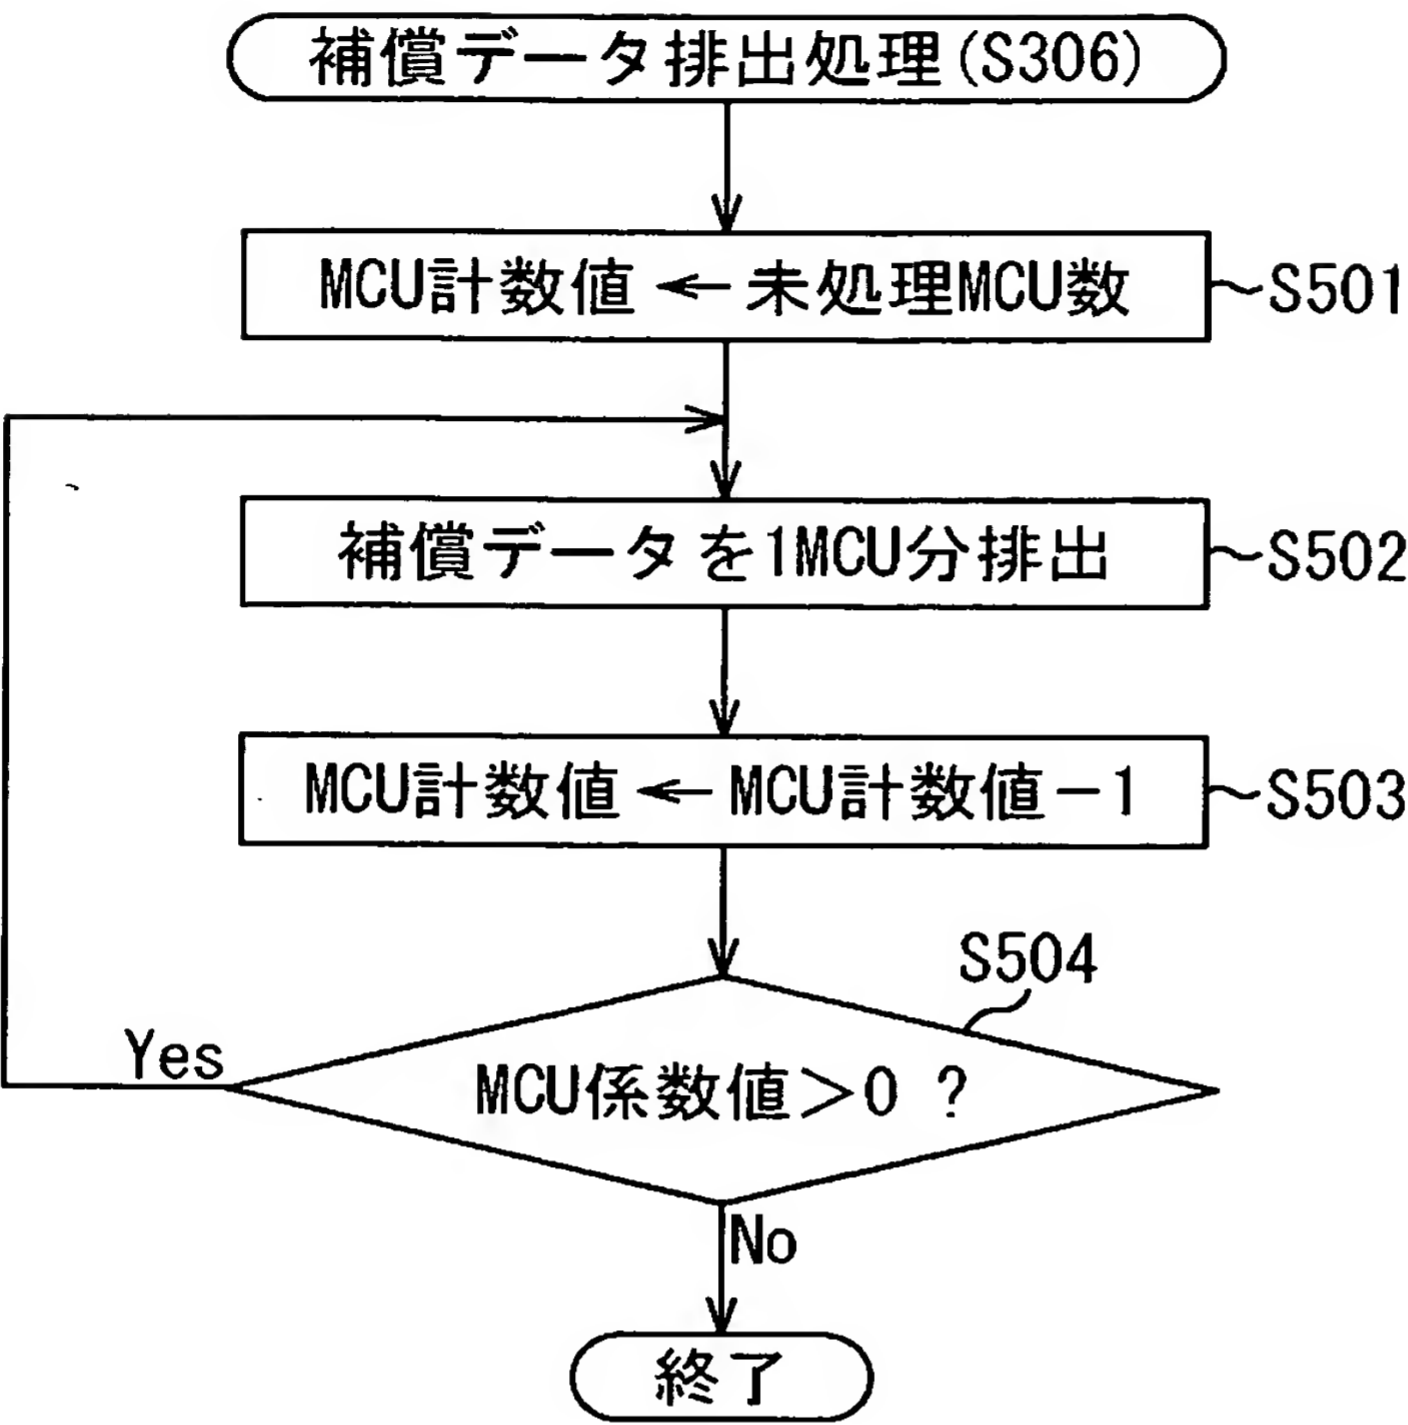 補償データ排出処理(S306)
MCU計数値←未処理MCU数
S501
補償データを1MCU分排出
S502
MCU計数値←MCU計数値−1
S503
S504
MCU係数値>0 ?
Yes
No
終了